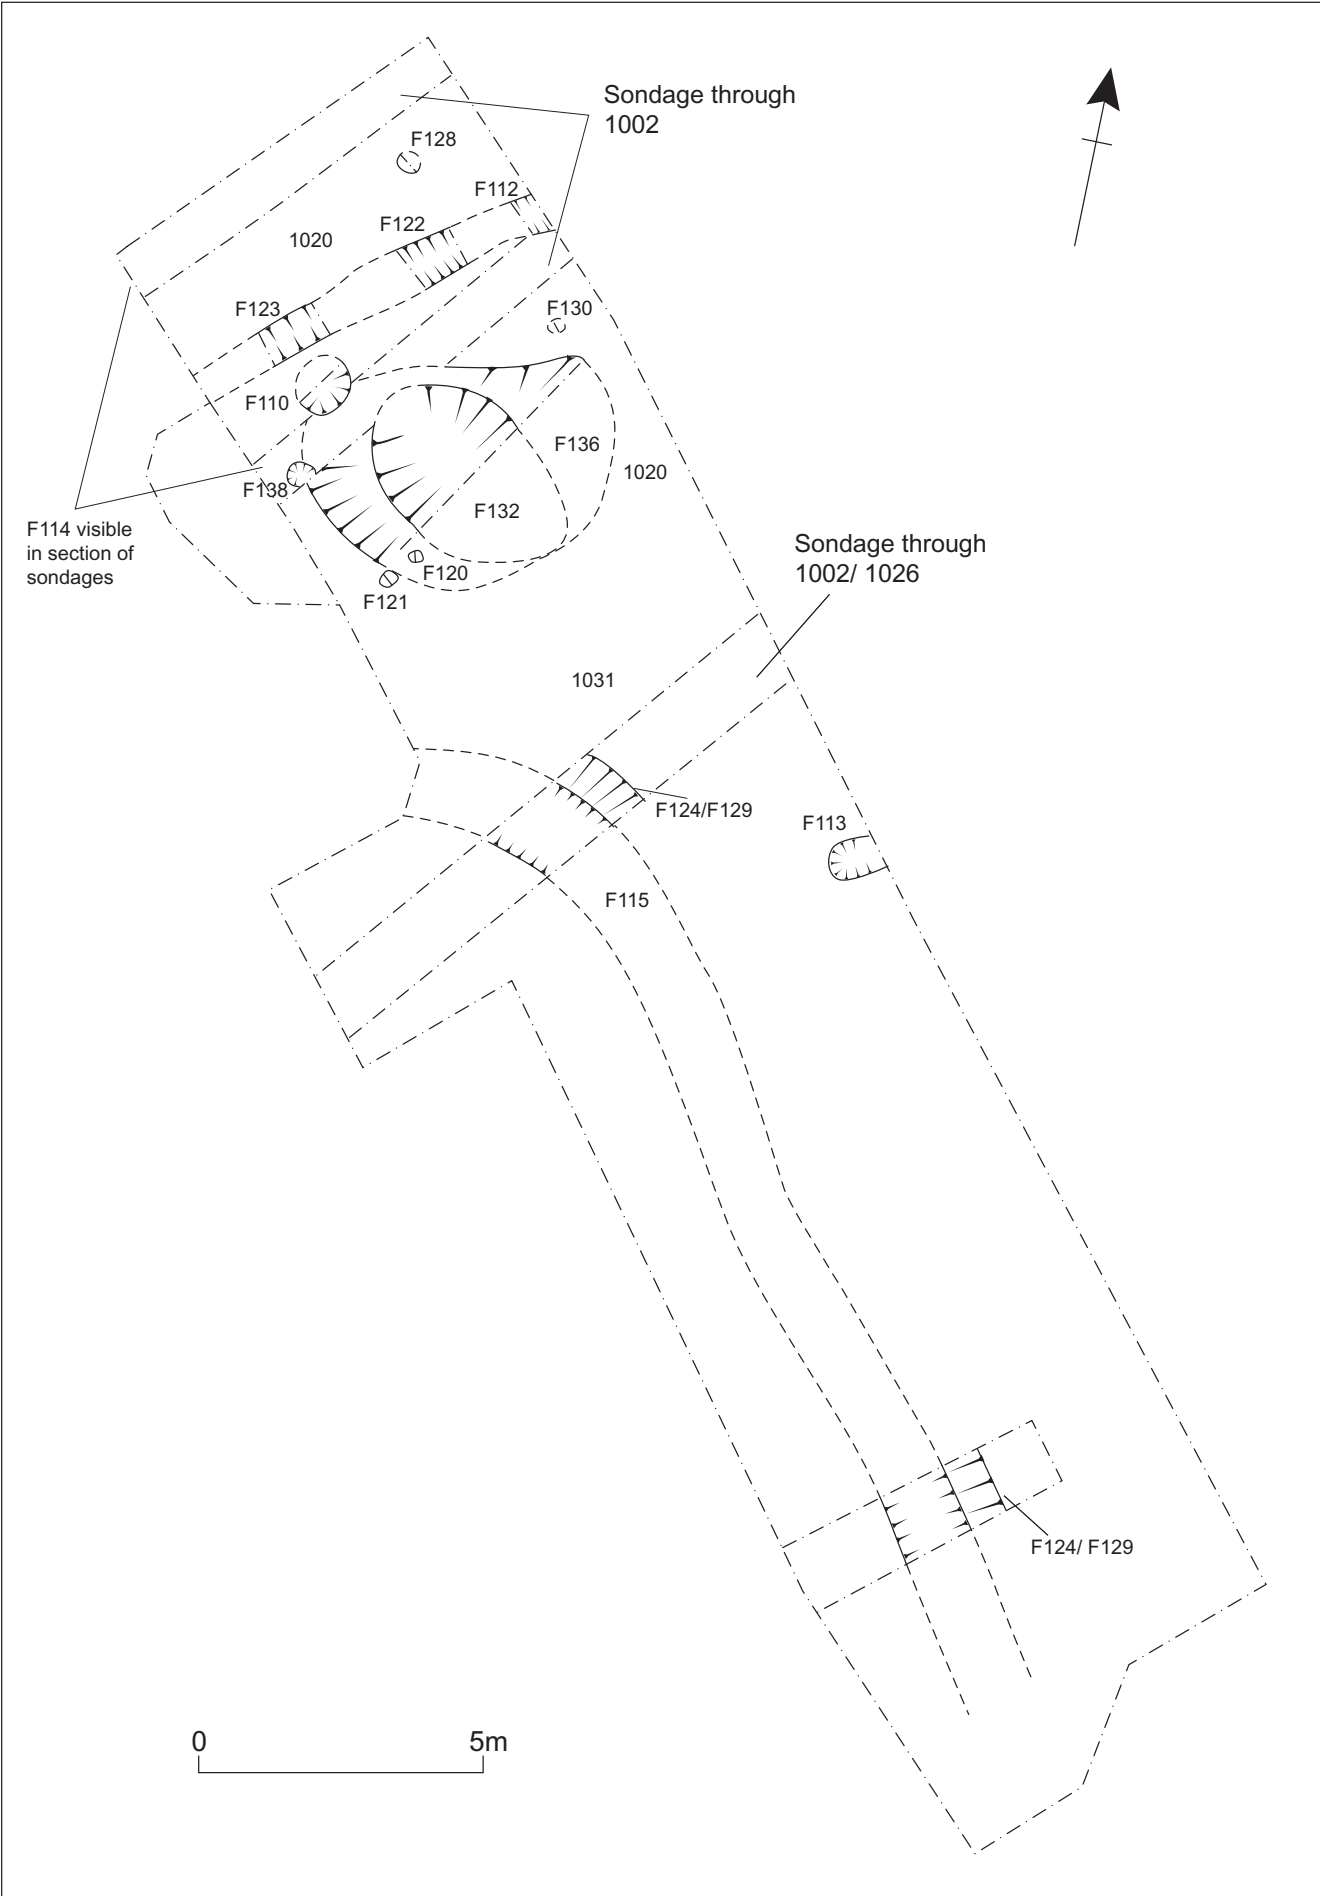 Sondage through
1002
F128
F112
F122
1020
F123
F130
F110
F136
1020
F138
F132
F114 visible
in section of
sondages
F120
F121
Sondage through
1002/ 1026
1031
F124/F129
F113
F115
F124/ F129
0 5m